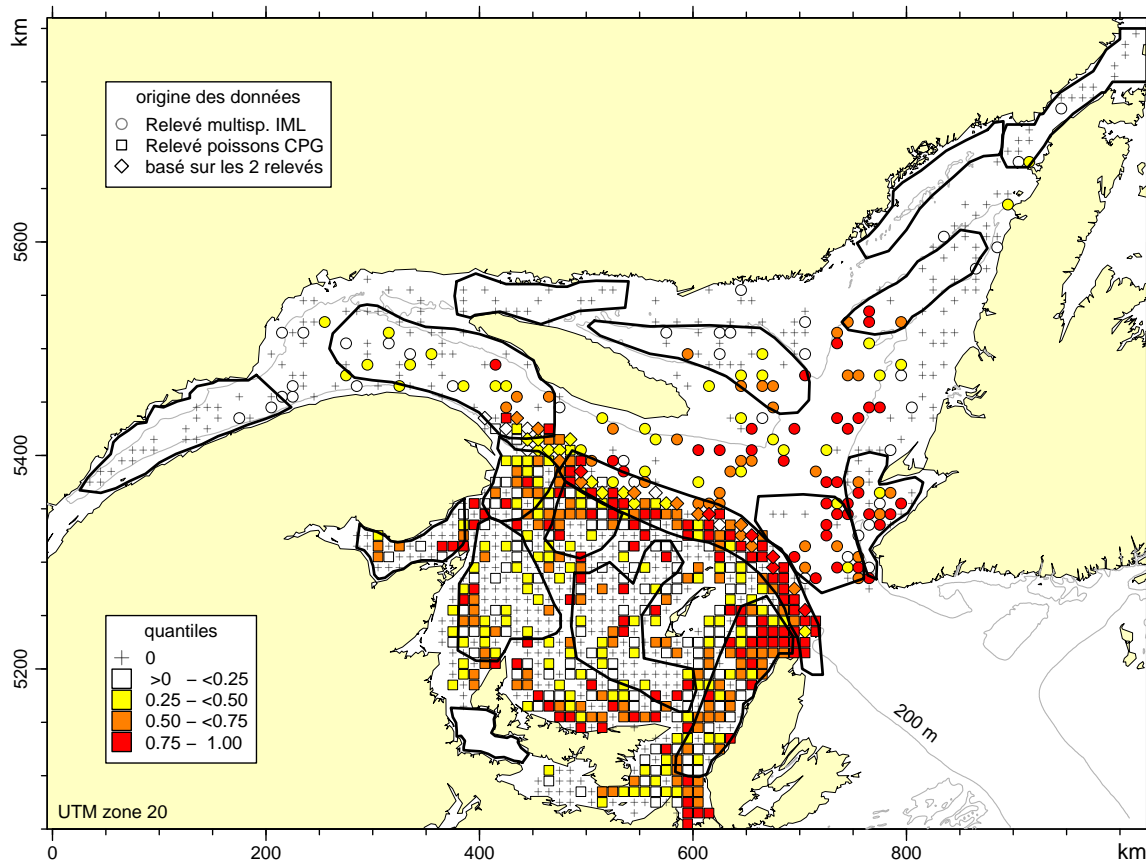 km
origine des données
Relevé multisp. IML
Relevé poissons CPG
basé sur les 2 relevés
5600
5400
5200
quantiles
0
>0 – <0.25
0.25 – <0.50
0.50 – <0.75
0.75 – 1.00
200 m
UTM zone 20
0 200 400 600 800 km